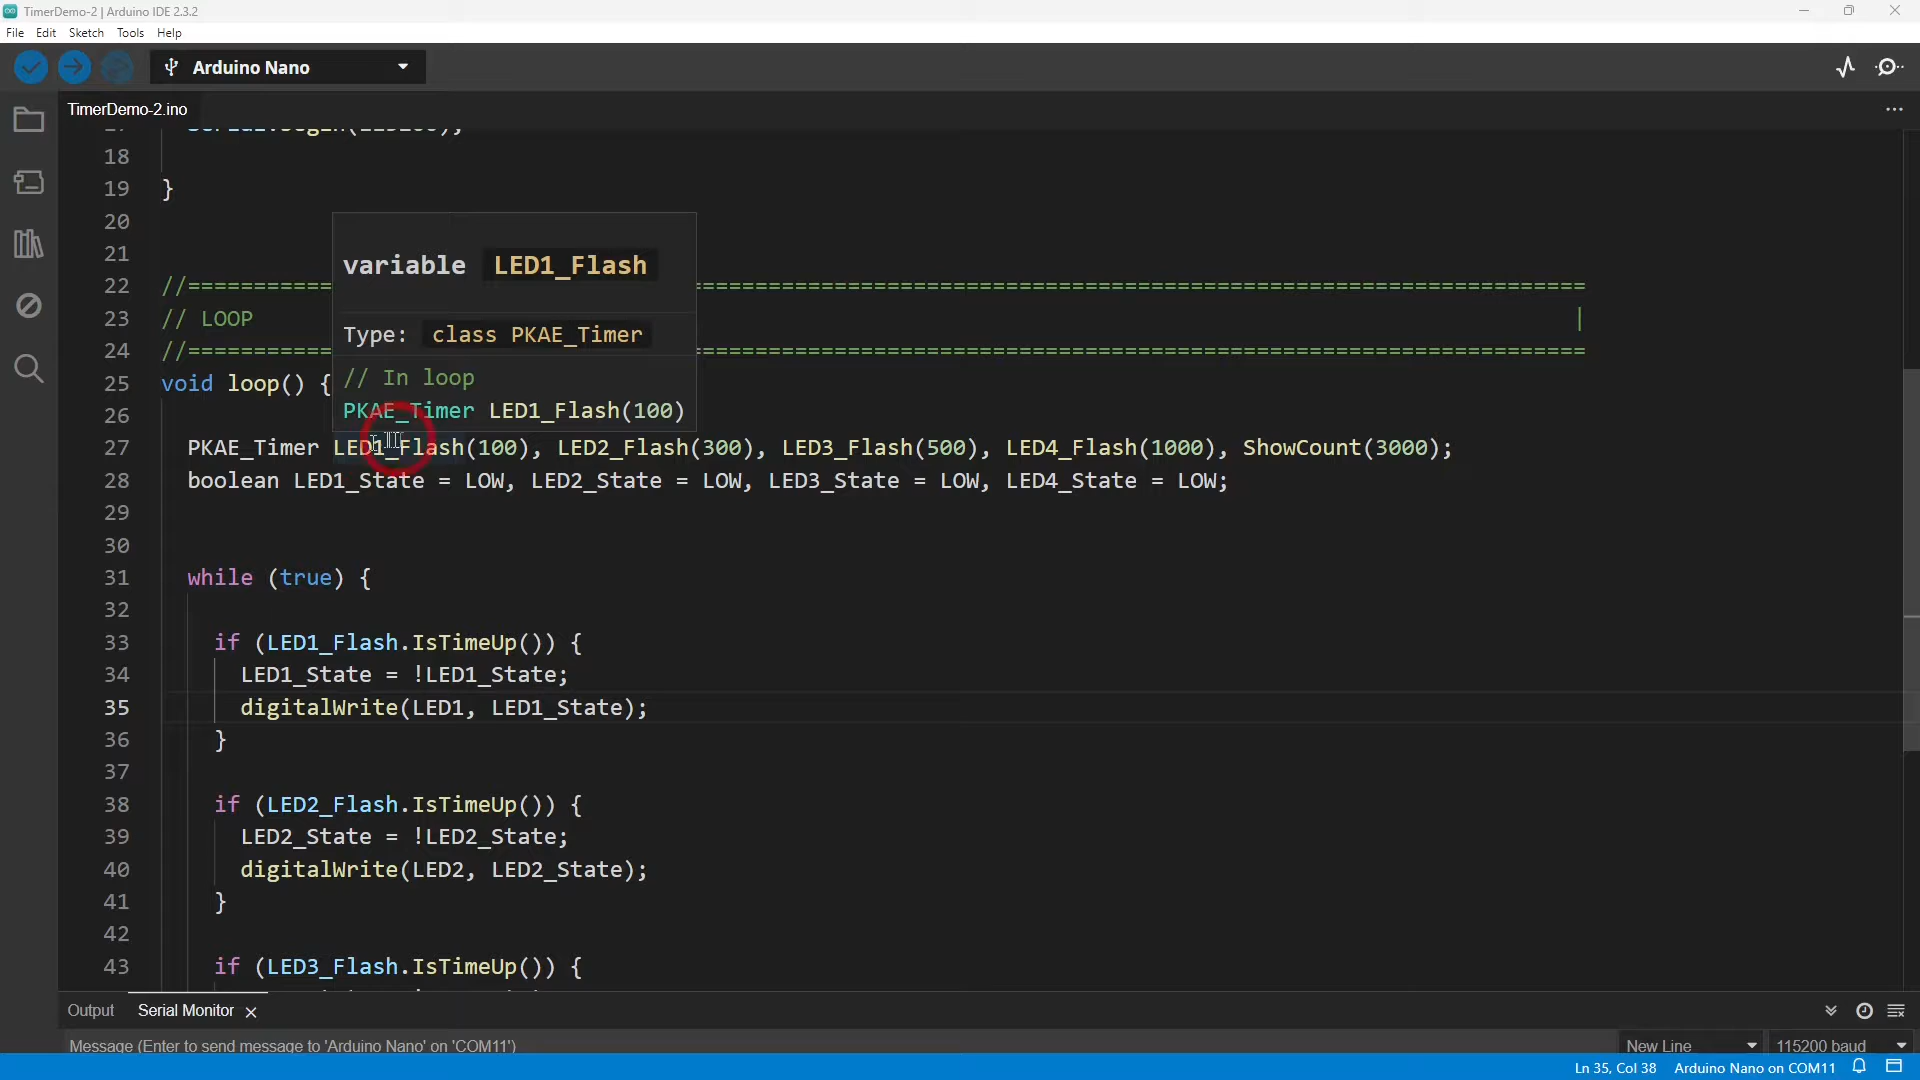 TimerDemo-2 | Arduino IDE 2.3.2
File Edit Sketch Tools Help
Arduino Nano
TimerDemo-2.ino
18
19 }
20
21
22 //==========================================================================================================
23 // LOOP |
24 //==========================================================================================================
25 void loop() {
26
27 PKAE_Timer LED1_Flash(100), LED2_Flash(300), LED3_Flash(500), LED4_Flash(1000), ShowCount(3000);
28 boolean LED1_State = LOW, LED2_State = LOW, LED3_State = LOW, LED4_State = LOW;
29
30
31 while (true) {
32
33 if (LED1_Flash.IsTimeUp()) {
34 LED1_State = !LED1_State;
35 digitalWrite(LED1, LED1_State);
36 }
37
38 if (LED2_Flash.IsTimeUp()) {
39 LED2_State = !LED2_State;
40 digitalWrite(LED2, LED2_State);
41 }
42
43 if (LED3_Flash.IsTimeUp()) {
variable LED1_Flash
Type: class PKAE_Timer
// In loop
PKAE_Timer LED1_Flash(100)
Output Serial Monitor
Message (Enter to send message to 'Arduino Nano' on 'COM11')
New Line 115200 baud
Ln 35, Col 38 Arduino Nano on COM11